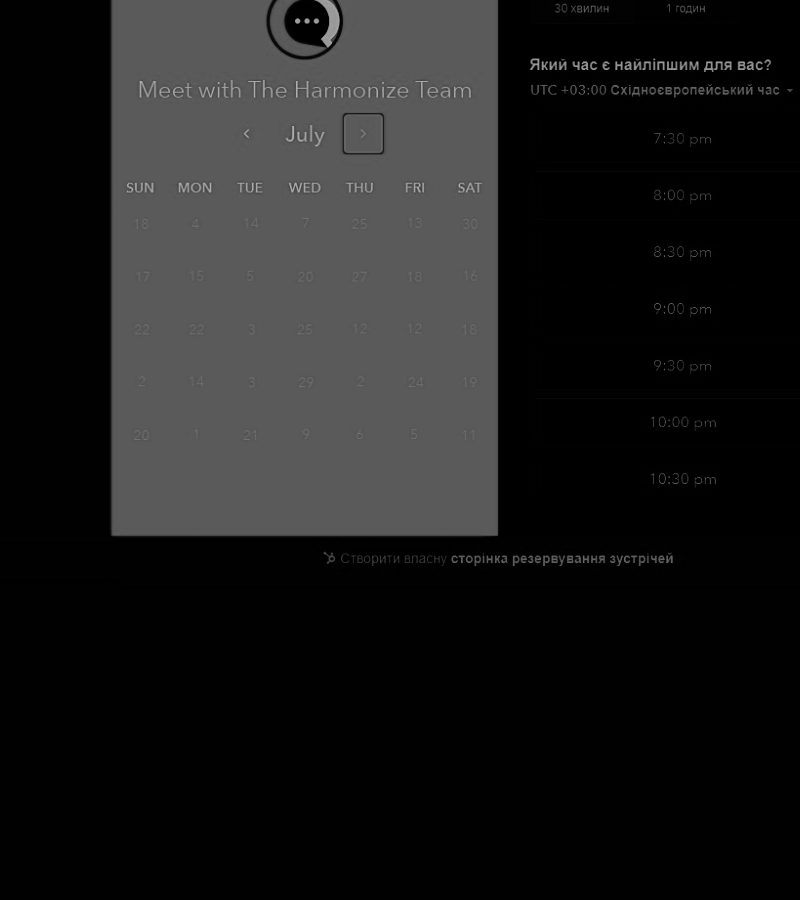 30 хвилин
1 годин
Meet with The Harmonize Team
‹ July ›
SUN MON TUE WED THU FRI SAT
18 4 14 7 25 13 30
17 15 5 20 27 18 16
22 22 3 25 12 12 18
2 14 3 29 2 24 19
20 1 21 9 6 5 11
Який час є найліпшим для вас?
UTC +03:00 Східноєвропейський час
7:30 pm
8:00 pm
8:30 pm
9:00 pm
9:30 pm
10:00 pm
10:30 pm
Створити власну сторінка резервування зустрічей